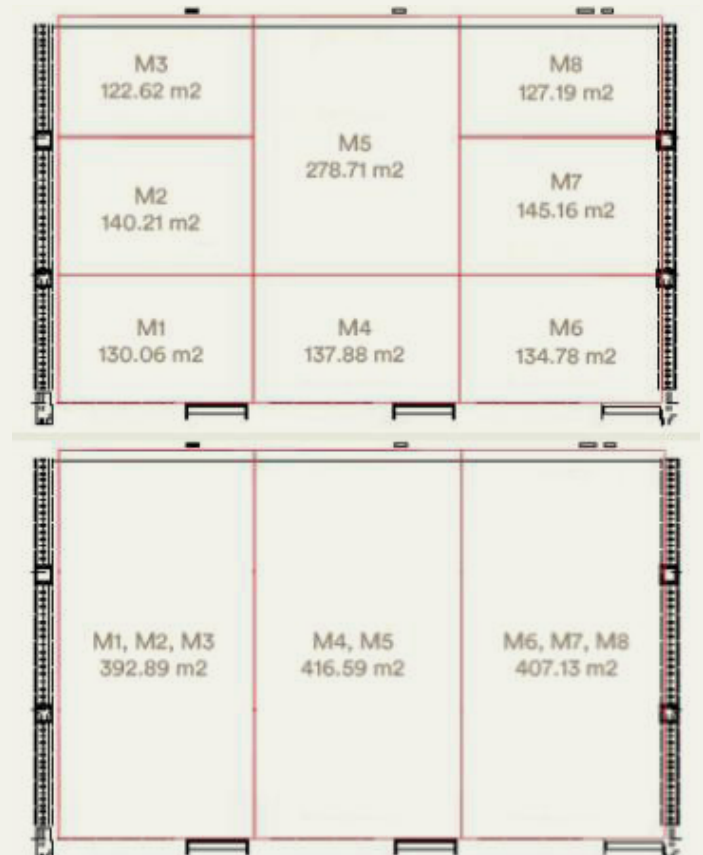 M3
122.62 m2
M8
127.19 m2
M5
278.71 m2
M2
140.21 m2
M7
145.16 m2
M1
130.06 m2
M4
137.88 m2
M6
134.78 m2
M1, M2, M3
392.89 m2
M4, M5
416.59 m2
M6, M7, M8
407.13 m2